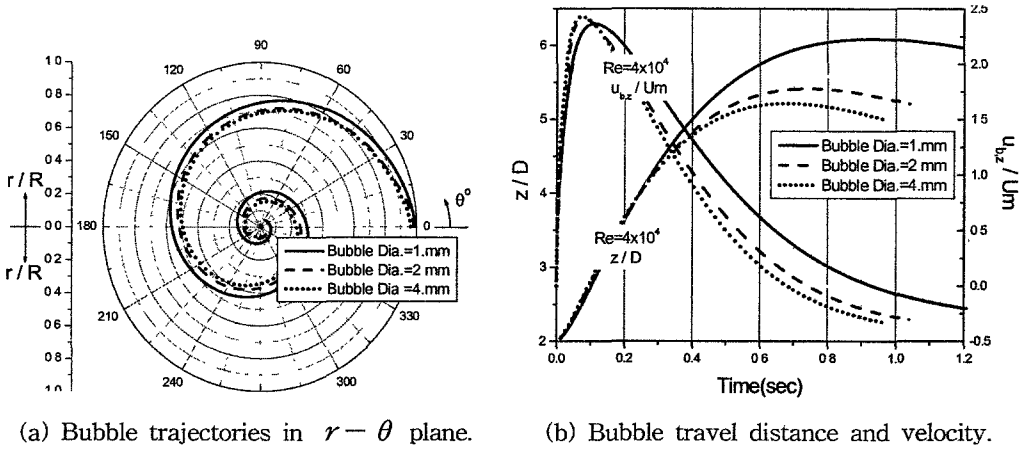 1.0
0.8
0.6
0.4
0.2
0.0
0.2
0.4
0.6
0.8
1.0
r / R
r / R
90
60
30
0
330
300
240
210
180
150
120
θ°
Bubble Dia.=1.mm
Bubble Dia.=2 mm
Bubble Dia =4.mm
(a) Bubble trajectories in r − θ plane.
6
5
4
3
2
z / D
2.5
2.0
1.5
1.0
0.5
0.0
-0.5
u_b,z / Um
Re=4x10⁴
u_b,z / Um
Re=4x10⁴
z / D
Bubble Dia.=1.mm
Bubble Dia.=2 mm
Bubble Dia.=4.mm
0.0 0.2 0.4 0.6 0.8 1.0 1.2
Time(sec)
(b) Bubble travel distance and velocity.